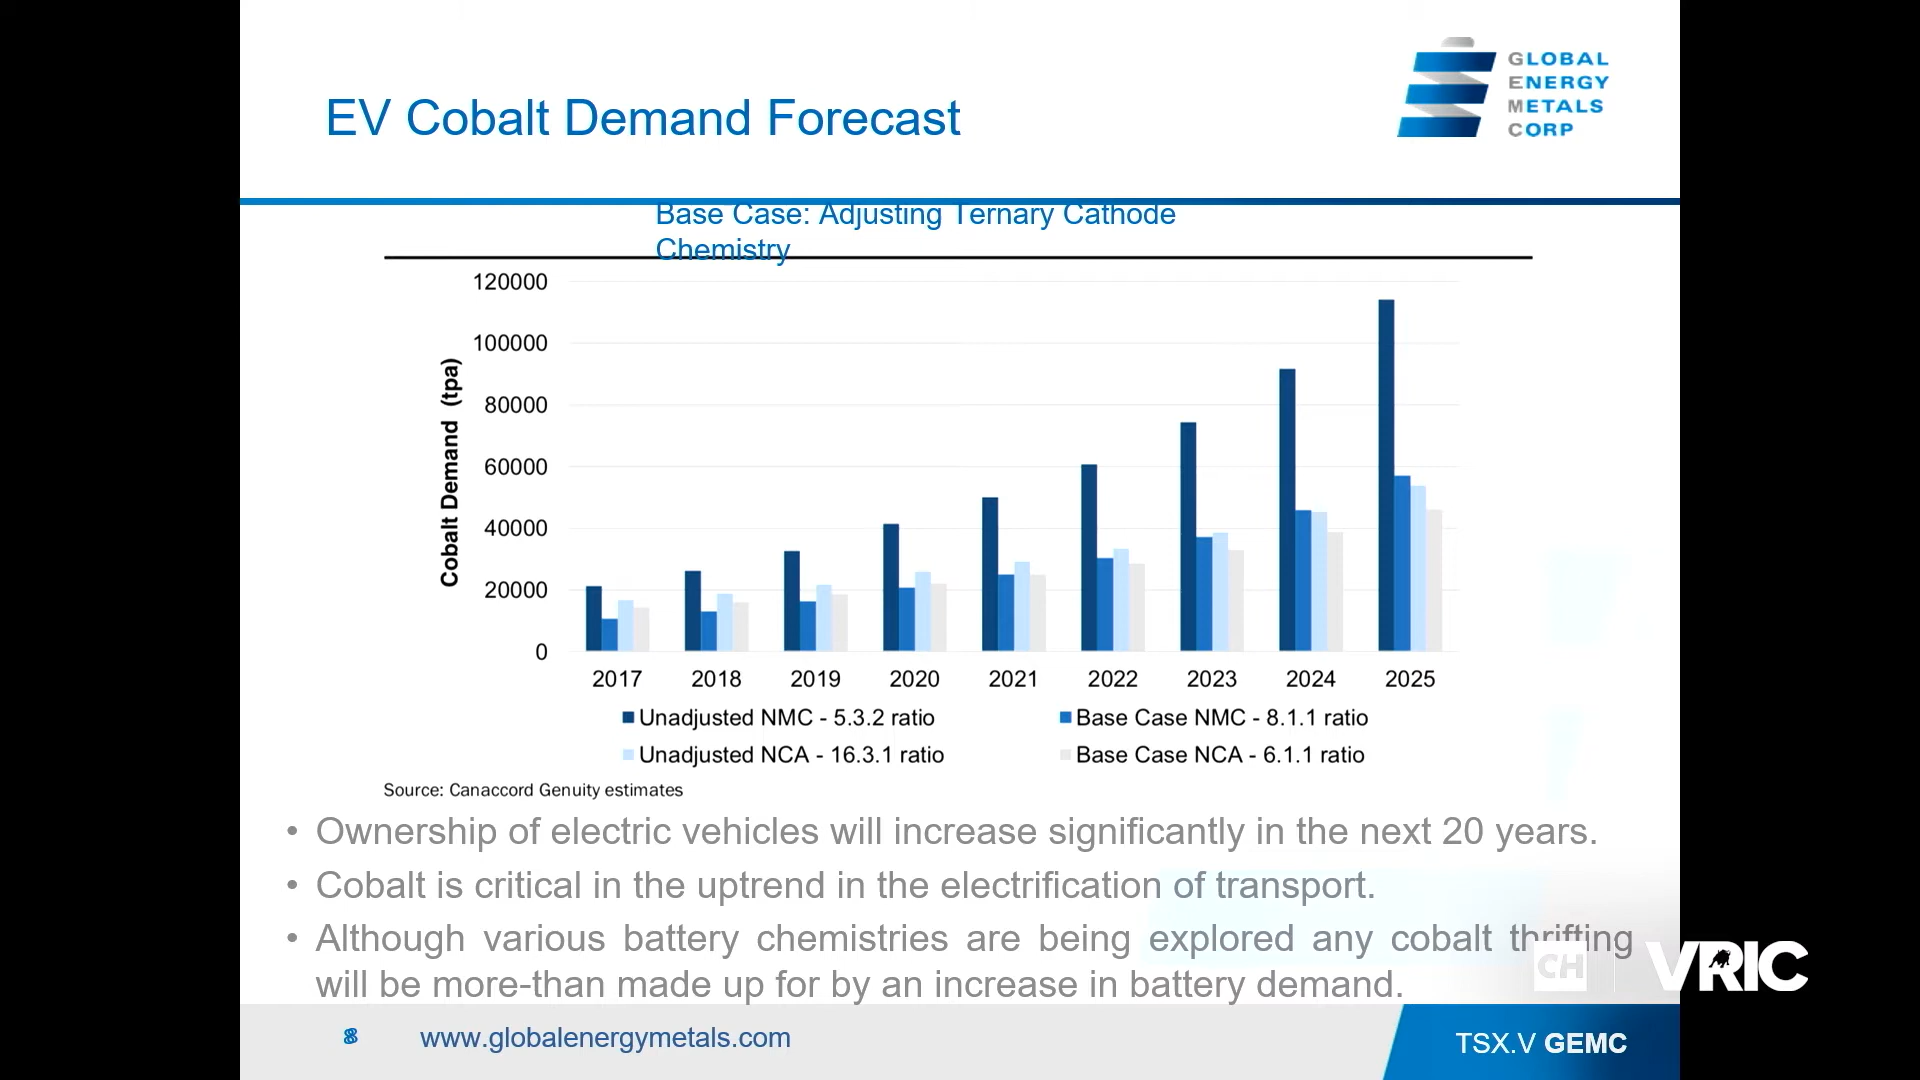 EV Cobalt Demand Forecast
GLOBAL
ENERGY
METALS
CORP
Base Case: Adjusting Ternary Cathode
Chemistry
Cobalt Demand (tpa)
120000
100000
80000
60000
40000
20000
0
2017 2018 2019 2020 2021 2022 2023 2024 2025
Unadjusted NMC - 5.3.2 ratio Base Case NMC - 8.1.1 ratio
Unadjusted NCA - 16.3.1 ratio Base Case NCA - 6.1.1 ratio
Source: Canaccord Genuity estimates
• Ownership of electric vehicles will increase significantly in the next 20 years.
• Cobalt is critical in the uptrend in the electrification of transport.
• Although various battery chemistries are being explored any cobalt thrifting
will be more-than made up for by an increase in battery demand.
CH VRIC
8 www.globalenergymetals.com
TSX.V GEMC